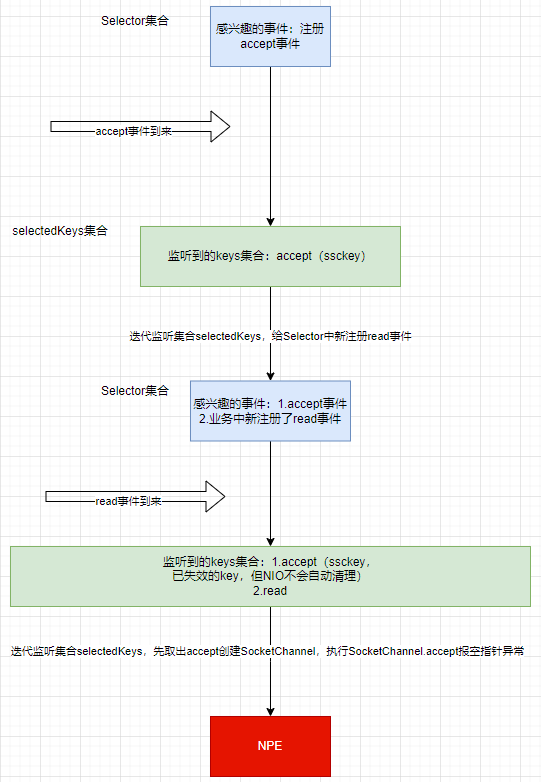 Selector集合
感兴趣的事件：注册
accept事件
accept事件到来
selectedKeys集合
监听到的keys集合：accept（ssckey）
迭代监听集合selectedKeys，给Selector中新注册read事件
Selector集合
感兴趣的事件：1.accept事件
2.业务中新注册了read事件
read事件到来
监听到的keys集合：1.accept（ssckey，
已失效的key，但NIO不会自动清理）
2.read
迭代监听集合selectedKeys，先取出accept创建SocketChannel，执行SocketChannel.accept报空指针异常
NPE